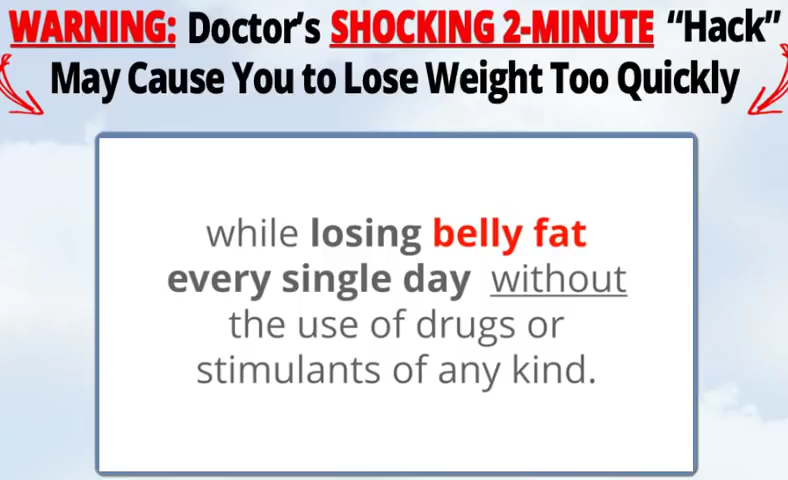 WARNING: Doctor's SHOCKING 2-MINUTE “Hack”
May Cause You to Lose Weight Too Quickly
while losing belly fat
every single day without
the use of drugs or
stimulants of any kind.